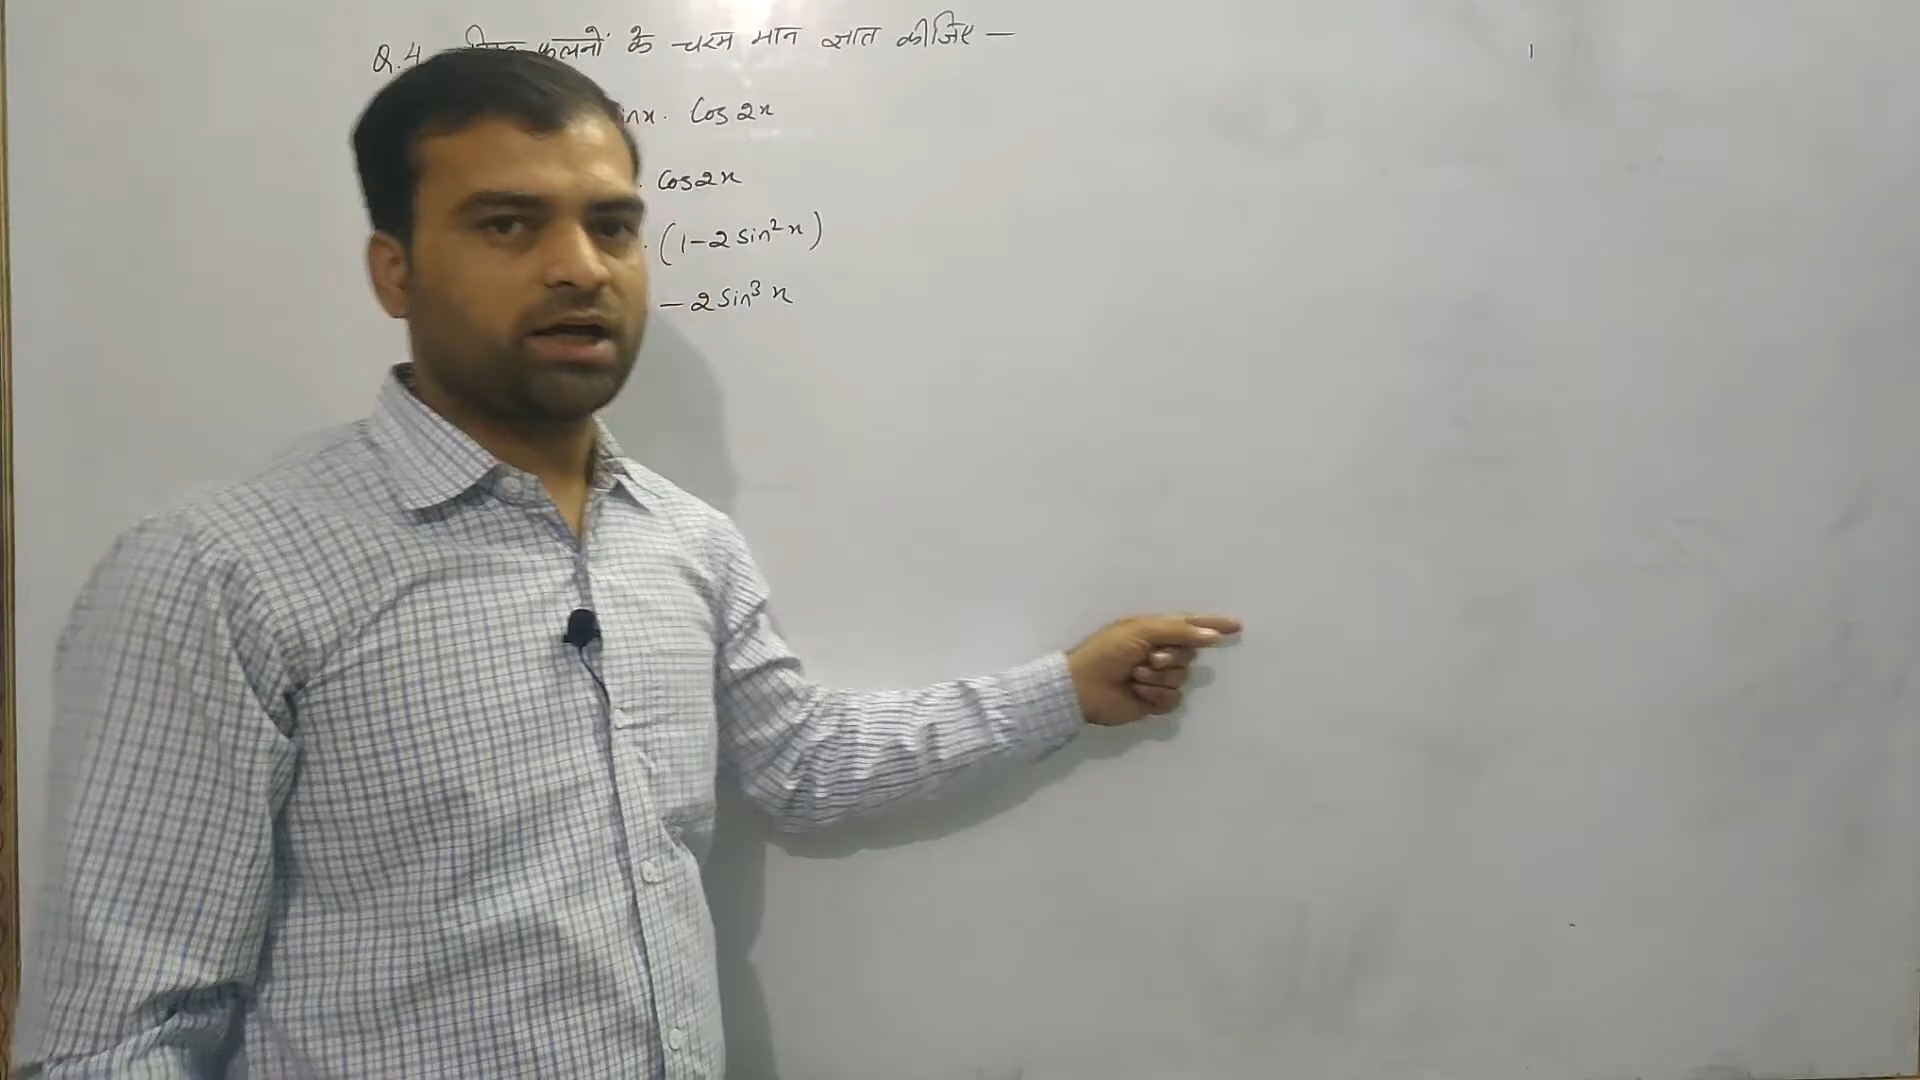 Q.4 फलनों के चरम मान ज्ञात कीजिए —
inx. Cos 2x
. Cos2x
. (1-2 Sin² x)
- 2 Sin³ x